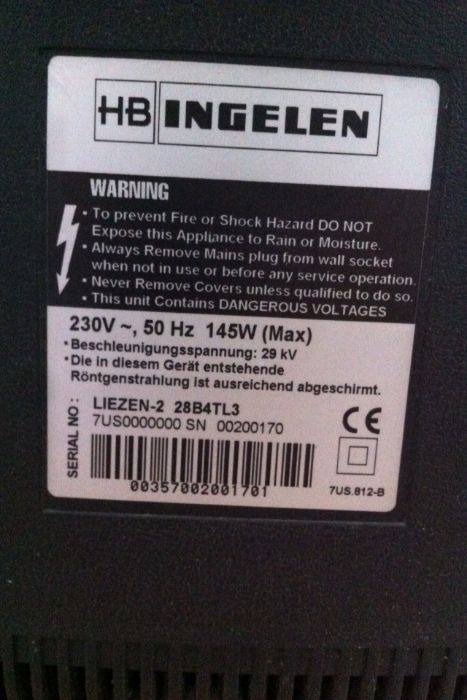 HB INGELEN
WARNING
• To prevent Fire or Shock Hazard DO NOT
Expose this Appliance to Rain or Moisture.
• Always Remove Mains plug from wall socket
when not in use or before any service operation.
• Never Remove Covers unless qualified to do so.
• This unit Contains DANGEROUS VOLTAGES
230V ~, 50 Hz 145W (Max)
•Beschleunigungsspannung: 29 kV
•Die in diesem Gerät entstehende
Röntgenstrahlung ist ausreichend abgeschirmt.
SERIAL NO :
LIEZEN-2 28B4TL3
7US0000000 SN 00200170
CE
00357002001701
7US.812-B